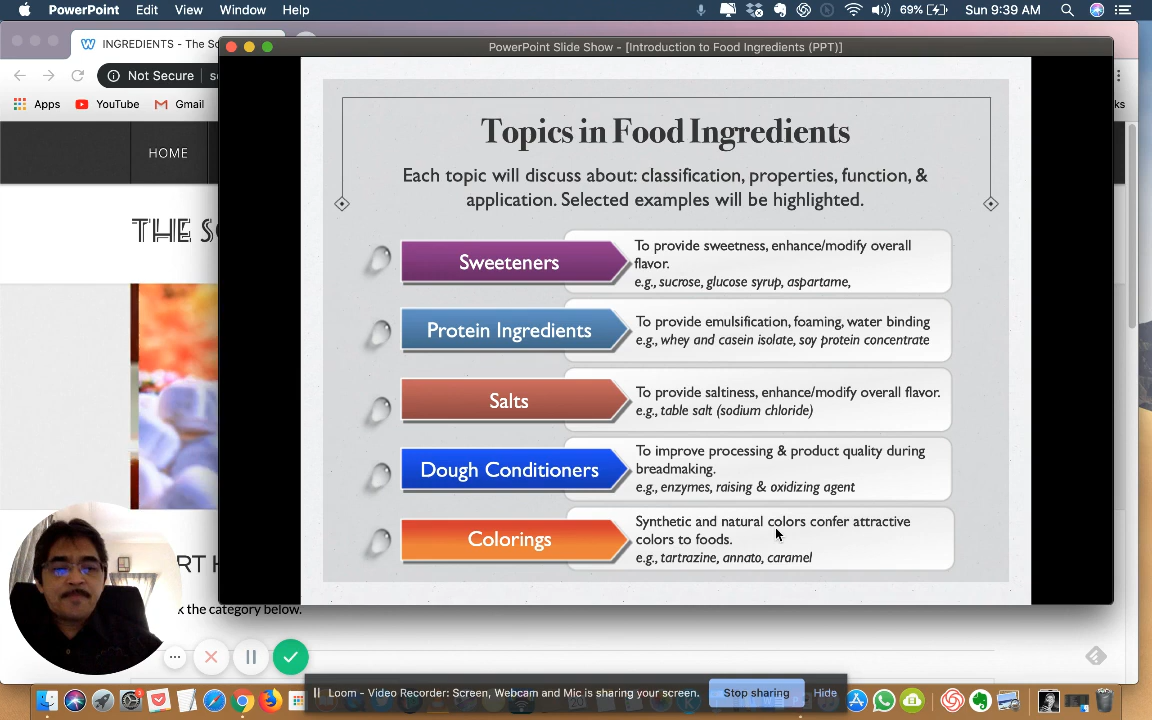 PowerPoint Edit View Window Help 69% Sun 9:39 AM
INGREDIENTS - The Sc
PowerPoint Slide Show - [Introduction to Food Ingredients (PPT)]
Not Secure
Apps YouTube Gmail
HOME
THE SC
Topics in Food Ingredients
Each topic will discuss about: classification, properties, function, &
application. Selected examples will be highlighted.
Sweeteners
To provide sweetness, enhance/modify overall
flavor.
e.g., sucrose, glucose syrup, aspartame,
Protein Ingredients
To provide emulsification, foaming, water binding
e.g., whey and casein isolate, soy protein concentrate
Salts
To provide saltiness, enhance/modify overall flavor.
e.g., table salt (sodium chloride)
Dough Conditioners
To improve processing & product quality during
breadmaking.
e.g., enzymes, raising & oxidizing agent
Colorings
Synthetic and natural colors confer attractive
colors to foods.
e.g., tartrazine, annato, caramel
the category below.
Loom - Video Recorder: Screen, Webcam and Mic is sharing your screen. Stop sharing Hide